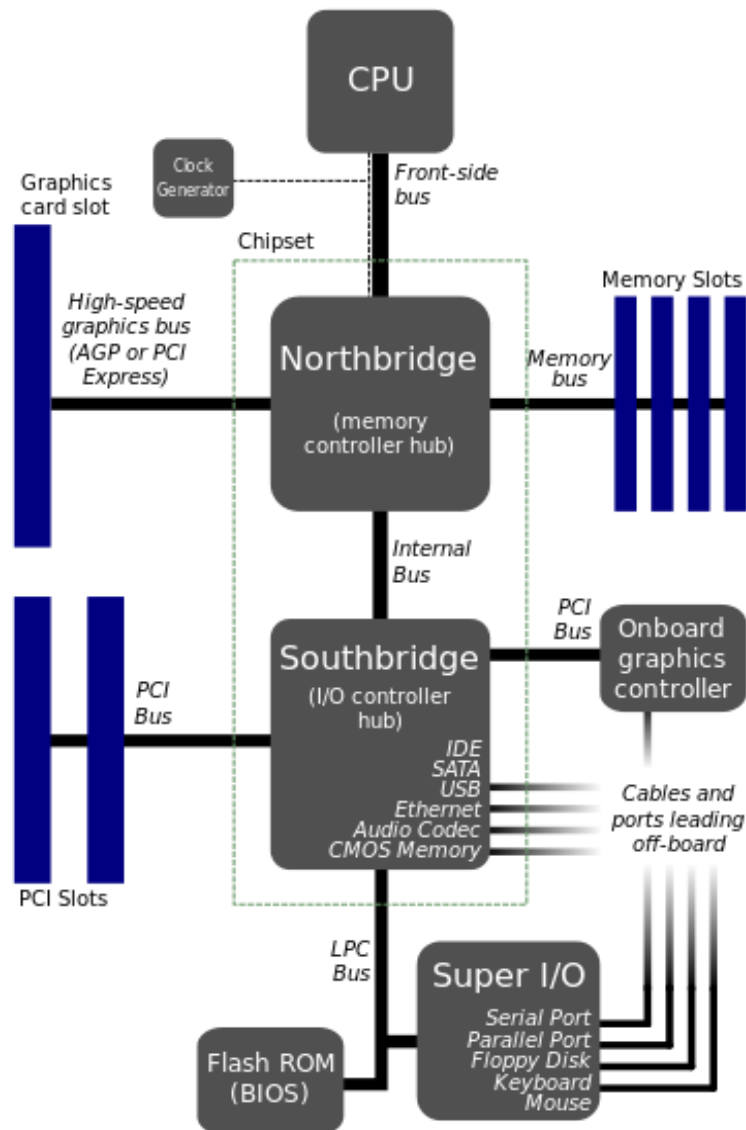 CPU
Clock
Generator
Front-side
bus
Graphics
card slot
Chipset
High-speed
graphics bus
(AGP or PCI
Express)
Northbridge
(memory
controller hub)
Memory Slots
Memory
bus
Internal
Bus
PCI
Bus
Onboard
graphics
controller
Southbridge
(I/O controller
hub)
PCI
Bus
IDE
SATA
USB
Ethernet
Audio Codec
CMOS Memory
Cables and
ports leading
off-board
PCI Slots
LPC
Bus
Super I/O
Serial Port
Parallel Port
Floppy Disk
Keyboard
Mouse
Flash ROM
(BIOS)